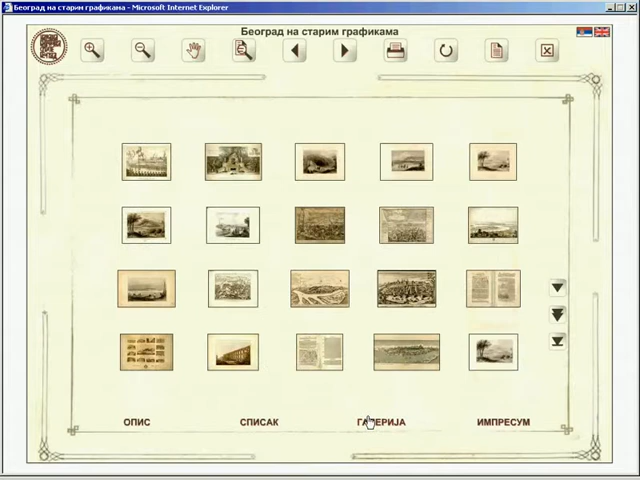 Београд на старим графикама - Microsoft Internet Explorer
Београд на старим графикама
ОПИС
СПИСАК
ГАЛЕРИЈА
ИМПРЕСУМ